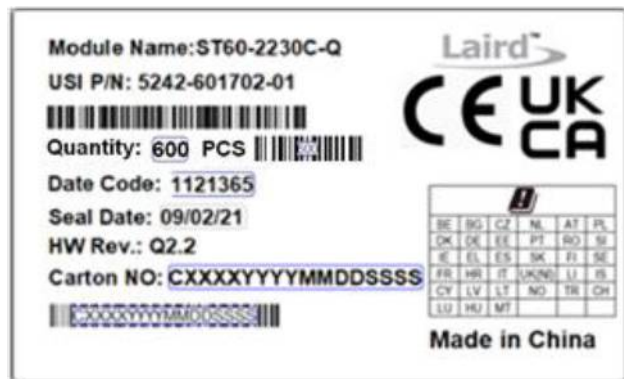 Module Name:ST60-2230C-Q
Laird™
USI P/N: 5242-601702-01
CE UK CA
Quantity: 600 PCS 600
Date Code: 1121365
Seal Date: 09/02/21
HW Rev.: Q2.2
Carton NO: CXXXXYYYYMMDDSSSS
CXXXXYYYYMMDDSSSS
BE BG CZ NL AT PL
DK DE EE PT RO SI
IE EL ES SK FI SE
FR HR IT UK(NI) LI IS
CY LV LT NO TR CH
LU HU MT
Made in China